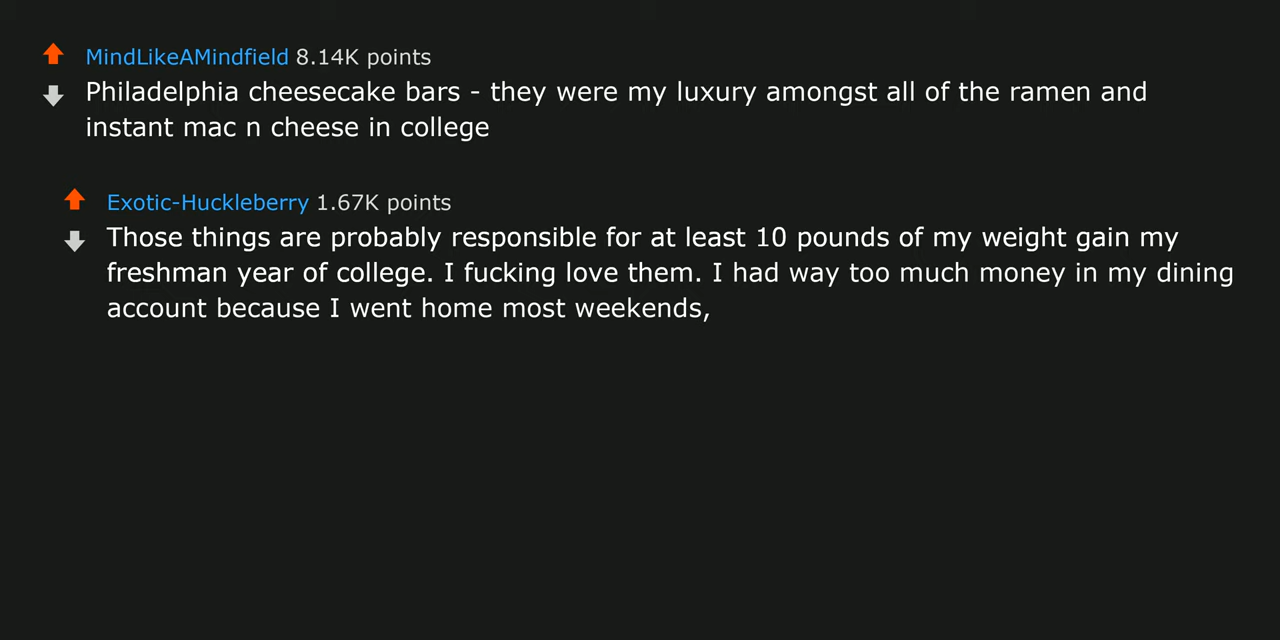 MindLikeAMindfield 8.14K points
Philadelphia cheesecake bars - they were my luxury amongst all of the ramen and
instant mac n cheese in college
Exotic-Huckleberry 1.67K points
Those things are probably responsible for at least 10 pounds of my weight gain my
freshman year of college. I fucking love them. I had way too much money in my dining
account because I went home most weekends,